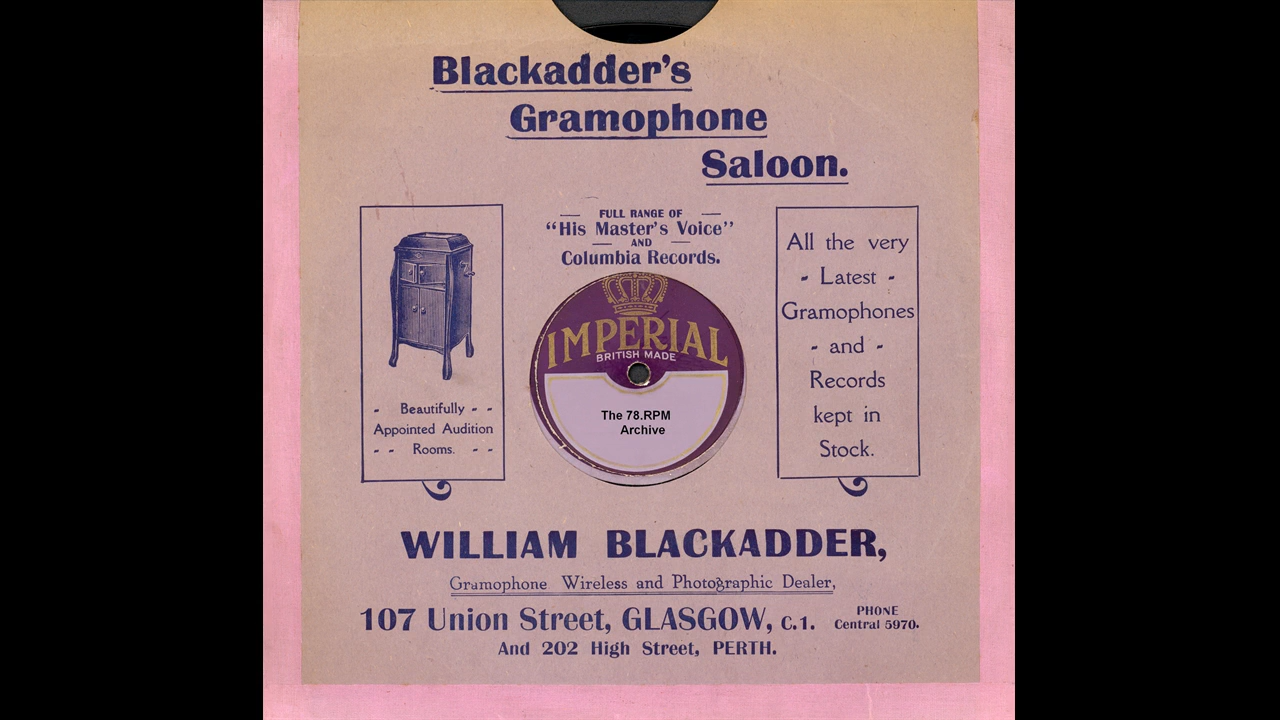 Blackadder's
Gramophone
Saloon.
FULL RANGE OF
"His Master's Voice"
AND
Columbia Records.
- Beautifully - -
Appointed Audition
- - Rooms. - -
IMPERIAL
BRITISH MADE
The 78.RPM
Archive
All the very
- Latest -
Gramophones
- and -
Records
kept in
Stock.
WILLIAM BLACKADDER,
Gramophone Wireless and Photographic Dealer,
107 Union Street, GLASGOW, C.1.
PHONE
Central 5970.
And 202 High Street, PERTH.